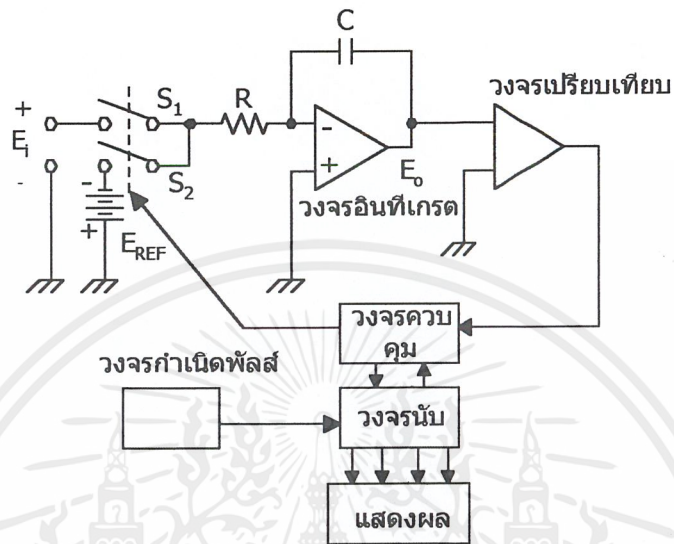 C
วงจรเปรียบเทียบ
+
S1
R
-
Ei
+
Eo
-
S2
-
วงจรอินทีเกรต
+
EREF
วงจรควบ
คุม
วงจรกำเนิดพัลส์
วงจรนับ
แสดงผล